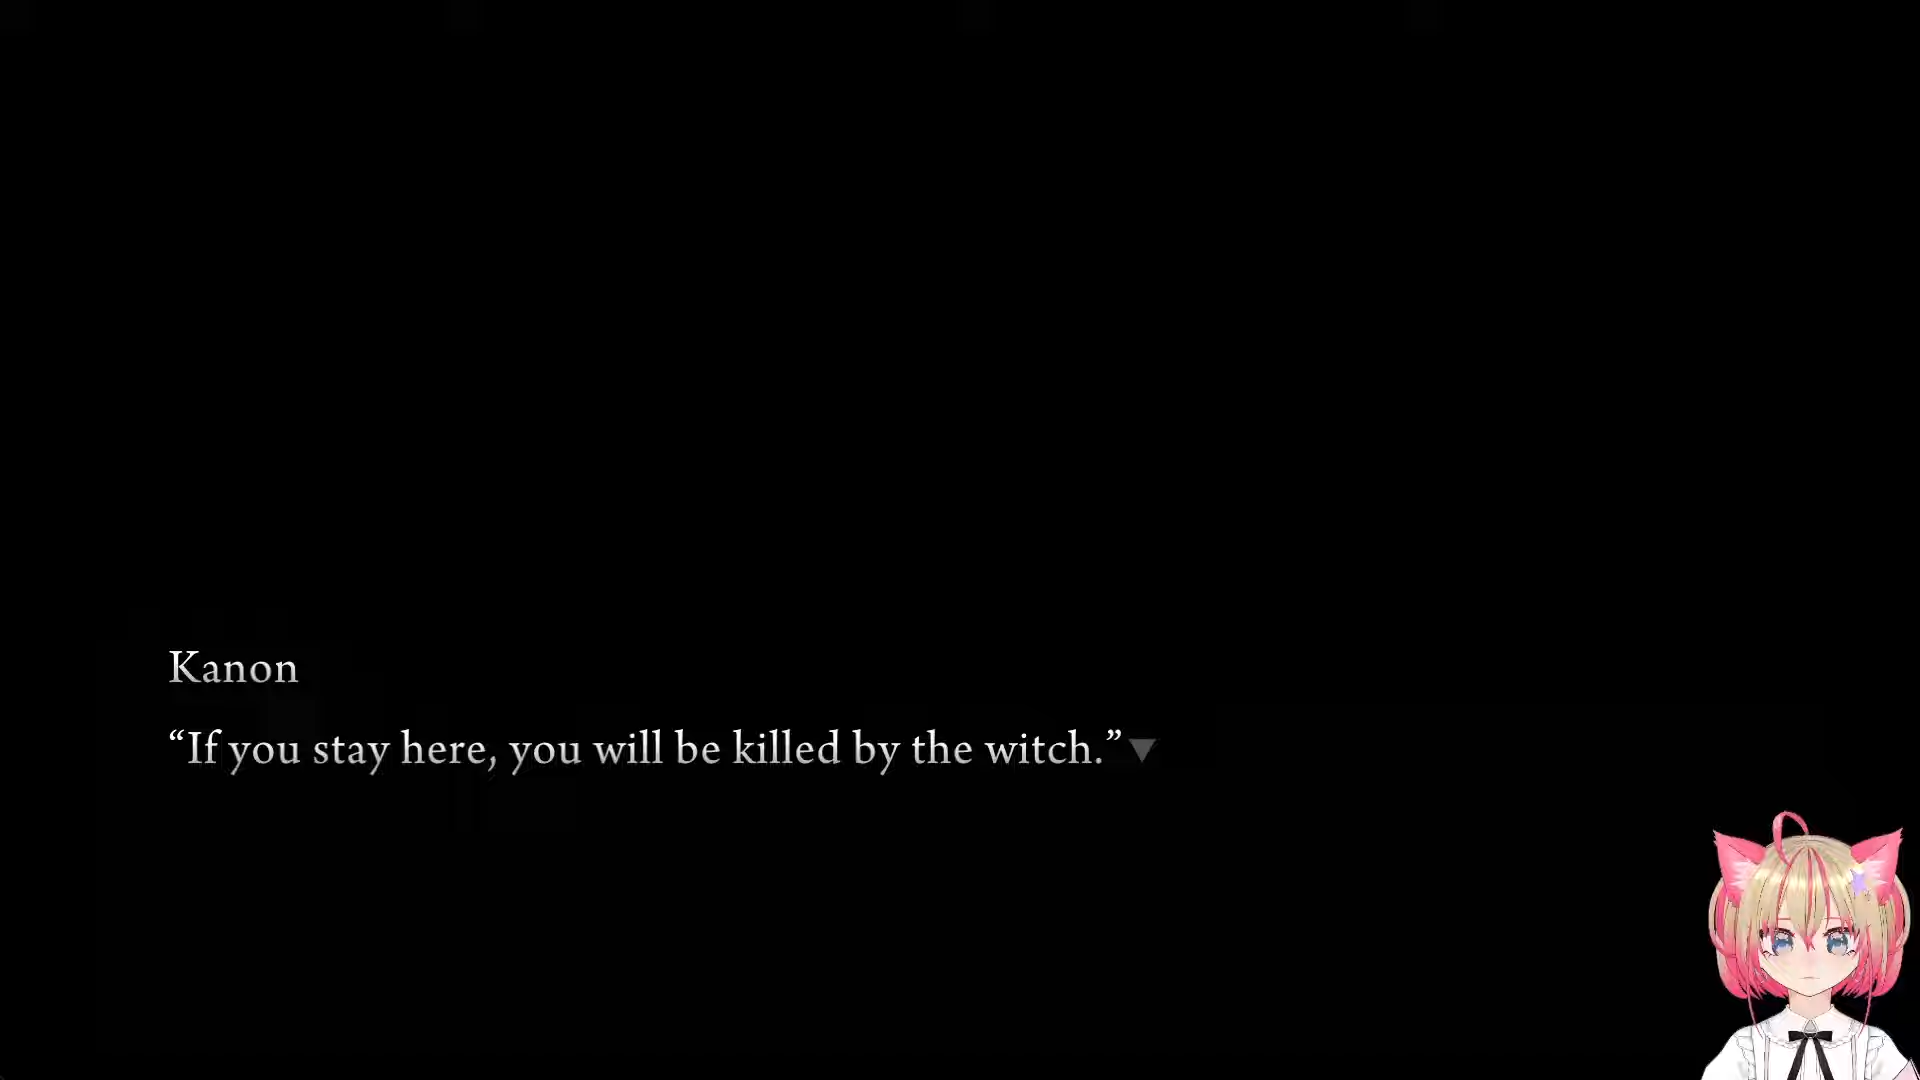 Kanon
“If you stay here, you will be killed by the witch.”